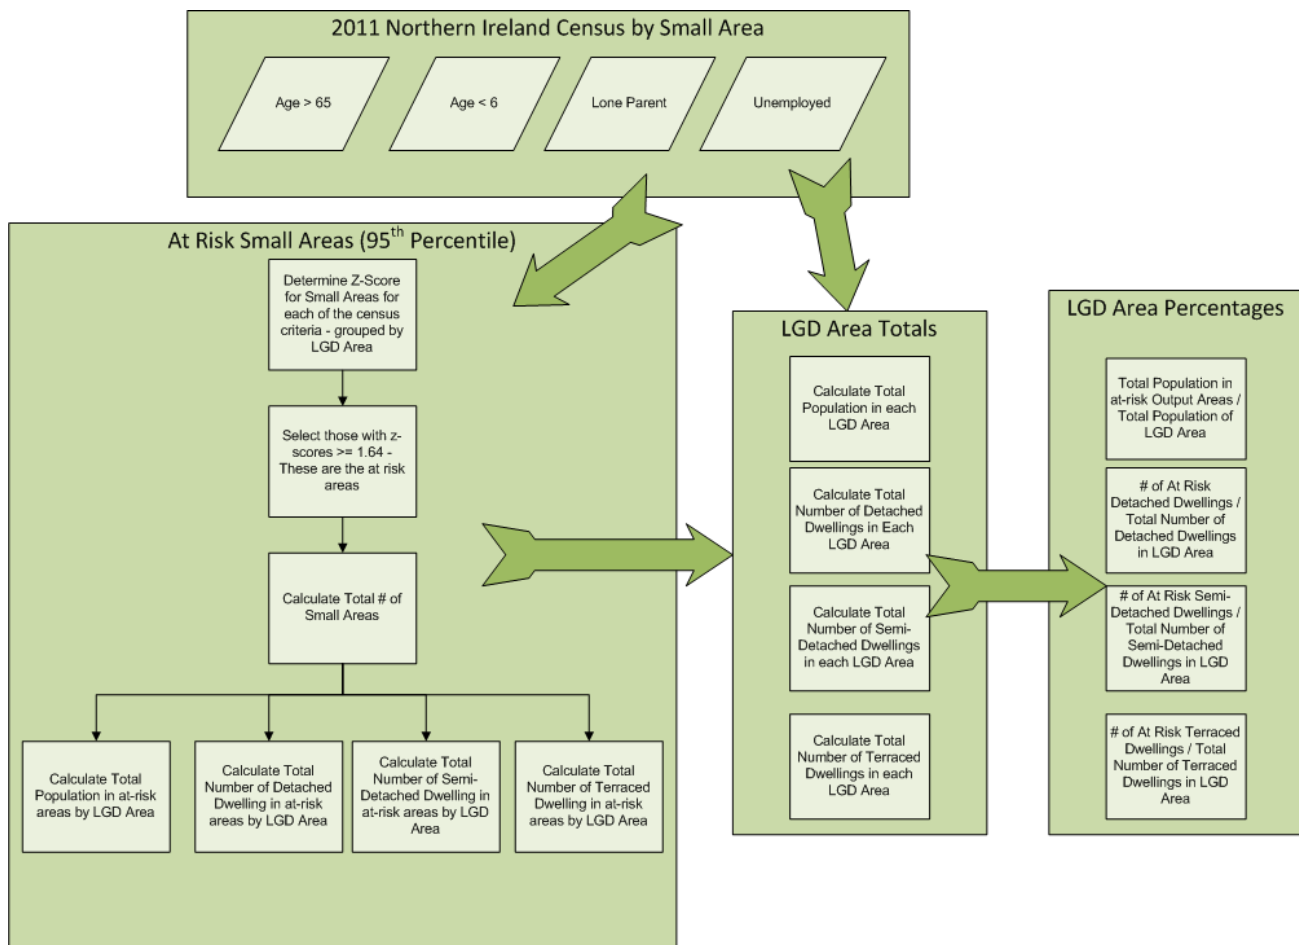 2011 Northern Ireland Census by Small Area
Age > 65
Age < 6
Lone Parent
Unemployed
At Risk Small Areas (95th Percentile)
Determine Z-Score
for Small Areas for
each of the census
criteria - grouped by
LGD Area
Select those with z-
scores >= 1.64 -
These are the at risk
areas
Calculate Total # of
Small Areas
Calculate Total
Population in at-risk
areas by LGD Area
Calculate Total
Number of Detached
Dwelling in at-risk
areas by LGD Area
Calculate Total
Number of Semi-
Detached Dwelling in
at-risk areas by LGD
Area
Calculate Total
Number of Terraced
Dwelling in at-risk
areas by LGD Area
LGD Area Totals
Calculate Total
Population in each
LGD Area
Calculate Total
Number of Detached
Dwellings in Each
LGD Area
Calculate Total
Number of Semi-
Detached Dwellings
in each LGD Area
Calculate Total
Number of Terraced
Dwellings in each
LGD Area
LGD Area Percentages
Total Population in
at-risk Output Areas /
Total Population of
LGD Area
# of At Risk
Detached Dwellings /
Total Number of
Detached Dwellings
in LGD Area
# of At Risk Semi-
Detached Dwellings /
Total Number of
Semi-Detached
Dwellings in LGD
Area
# of At Risk Terraced
Dwellings / Total
Number of Terraced
Dwellings in LGD
Area